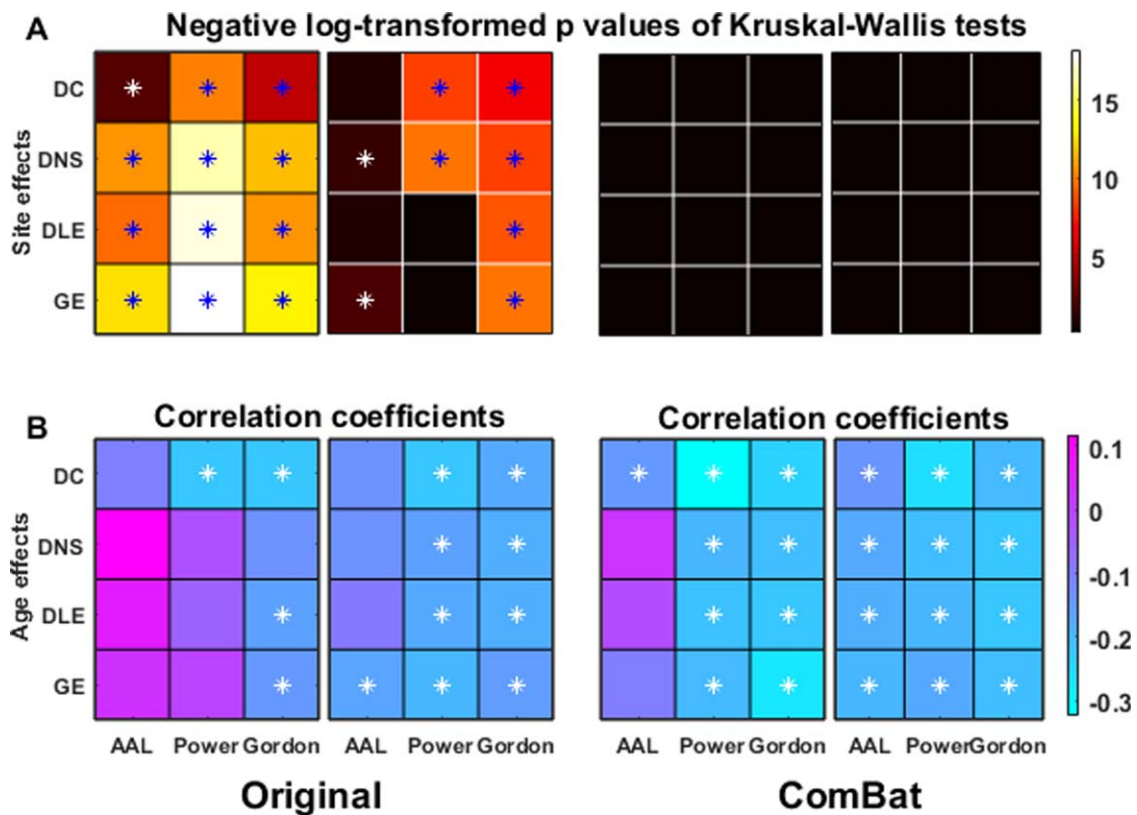 A
Negative log-transformed p values of Kruskal-Wallis tests
Site effects
DC
DNS
DLE
GE
15
10
5
B
Correlation coefficients
Correlation coefficients
Age effects
DC
DNS
DLE
GE
0.1
0
-0.1
-0.2
-0.3
AAL Power Gordon AAL Power Gordon AAL Power Gordon AAL PowerGordon
Original ComBat